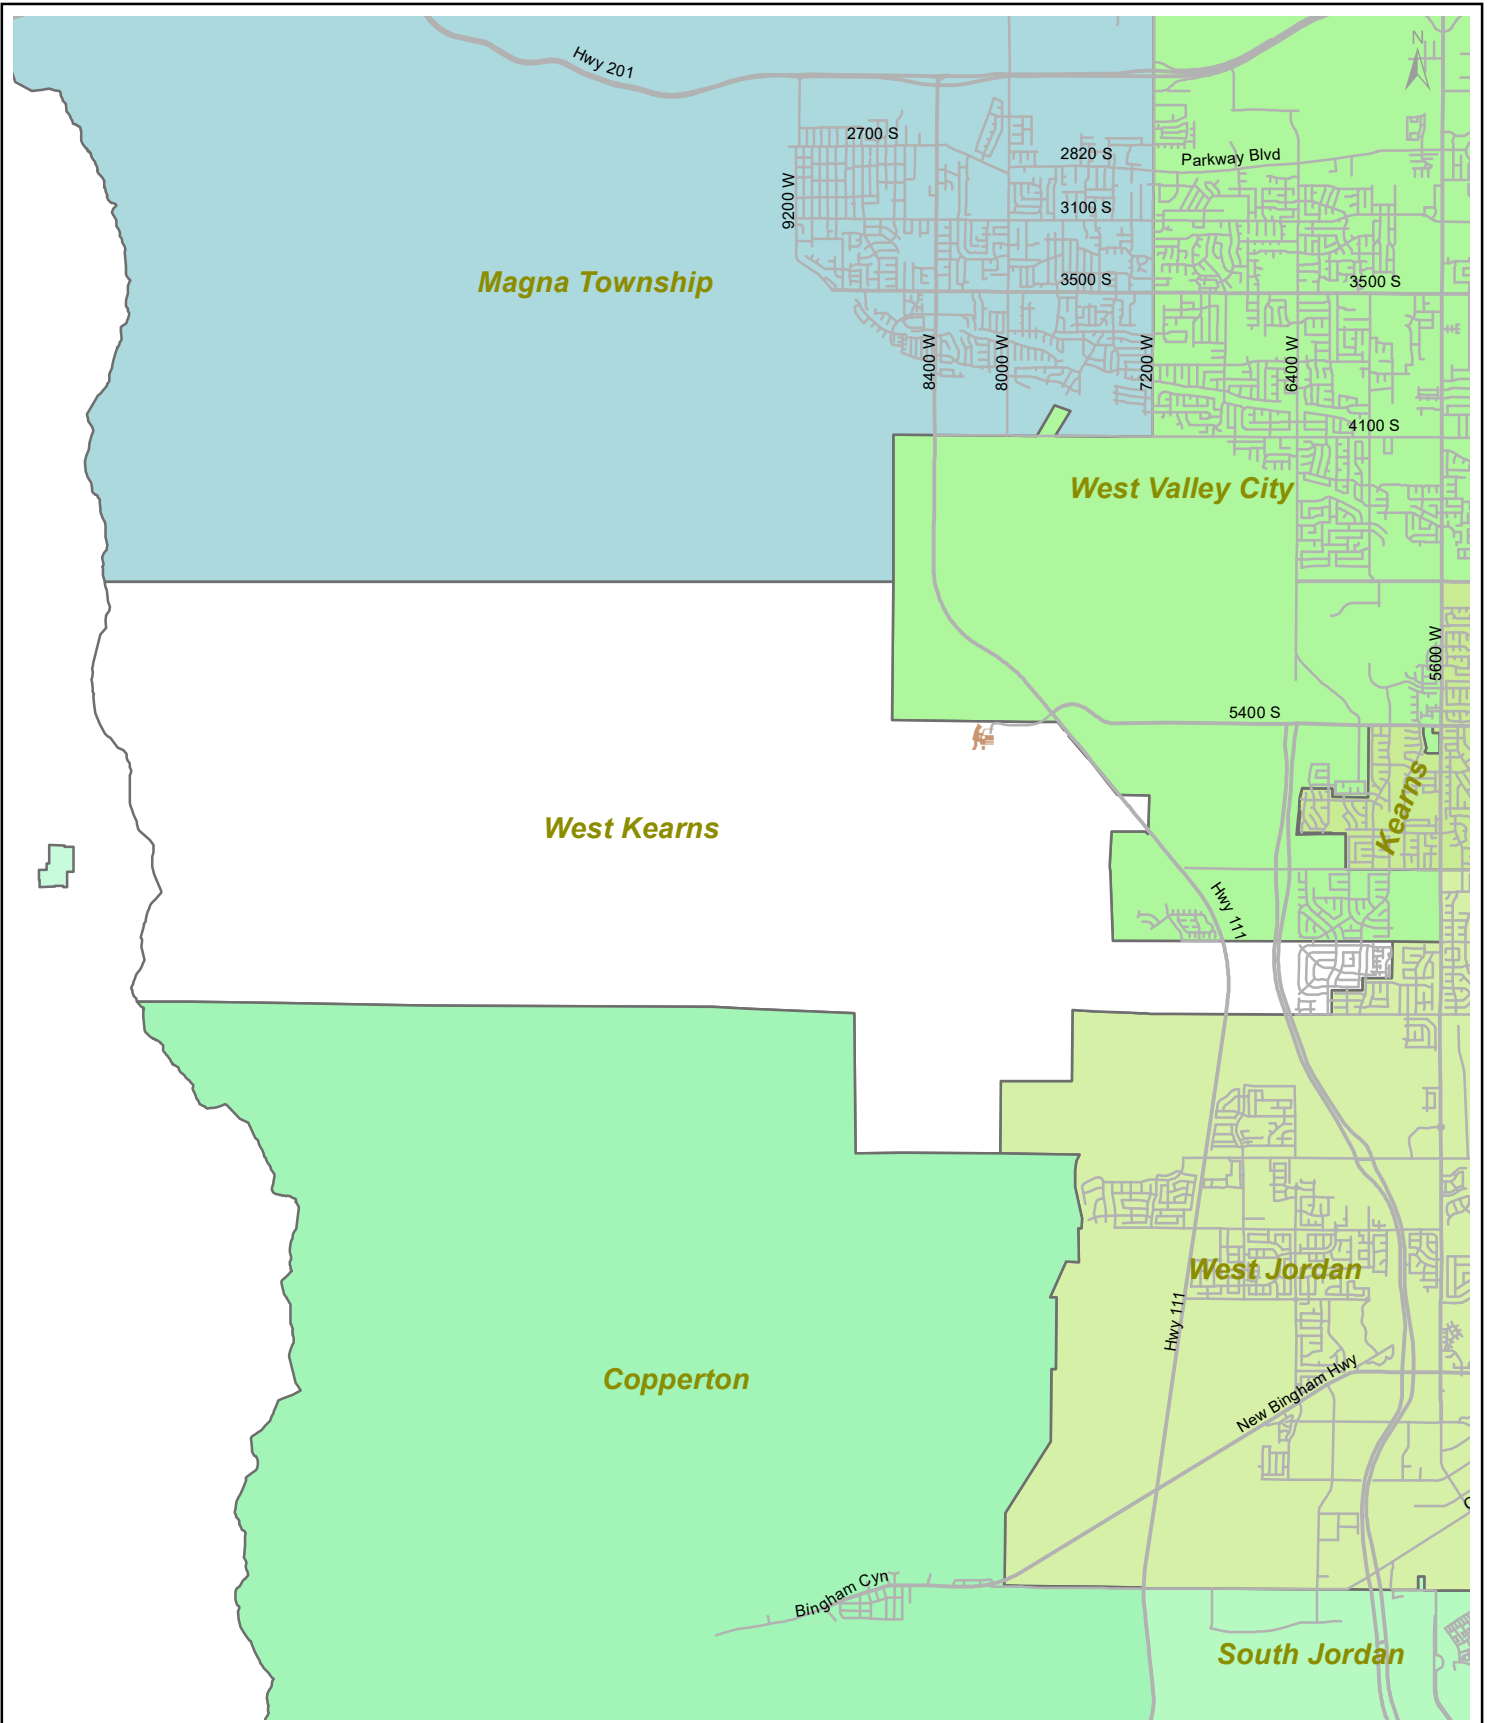 N
Hwy 201
2700 S
2820 S
Parkway Blvd
9200 W
3100 S
Magna Township
3500 S
3500 S
8400 W
8000 W
7200 W
6400 W
4100 S
West Valley City
5600 W
5400 S
Kearns
West Kearns
Hwy 111
West Jordan
Hwy 111
Copperton
New Bingham Hwy
Bingham Cyn
South Jordan